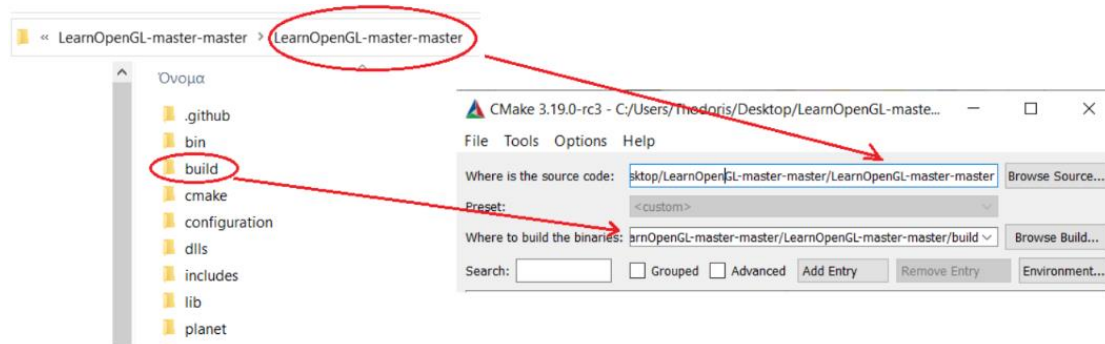 « LearnOpenGL-master-master > LearnOpenGL-master-master
Όνομα
.github
bin
build
cmake
configuration
dlls
includes
lib
planet
CMake 3.19.0-rc3 - C:/Users/Thodoris/Desktop/LearnOpenGL-maste...
File Tools Options Help
Where is the source code: sktop/LearnOpenGL-master-master/LearnOpenGL-master-master Browse Source...
Preset: <custom>
Where to build the binaries: arnOpenGL-master-master/LearnOpenGL-master-master/build Browse Build...
Search: Grouped Advanced Add Entry Remove Entry Environment...